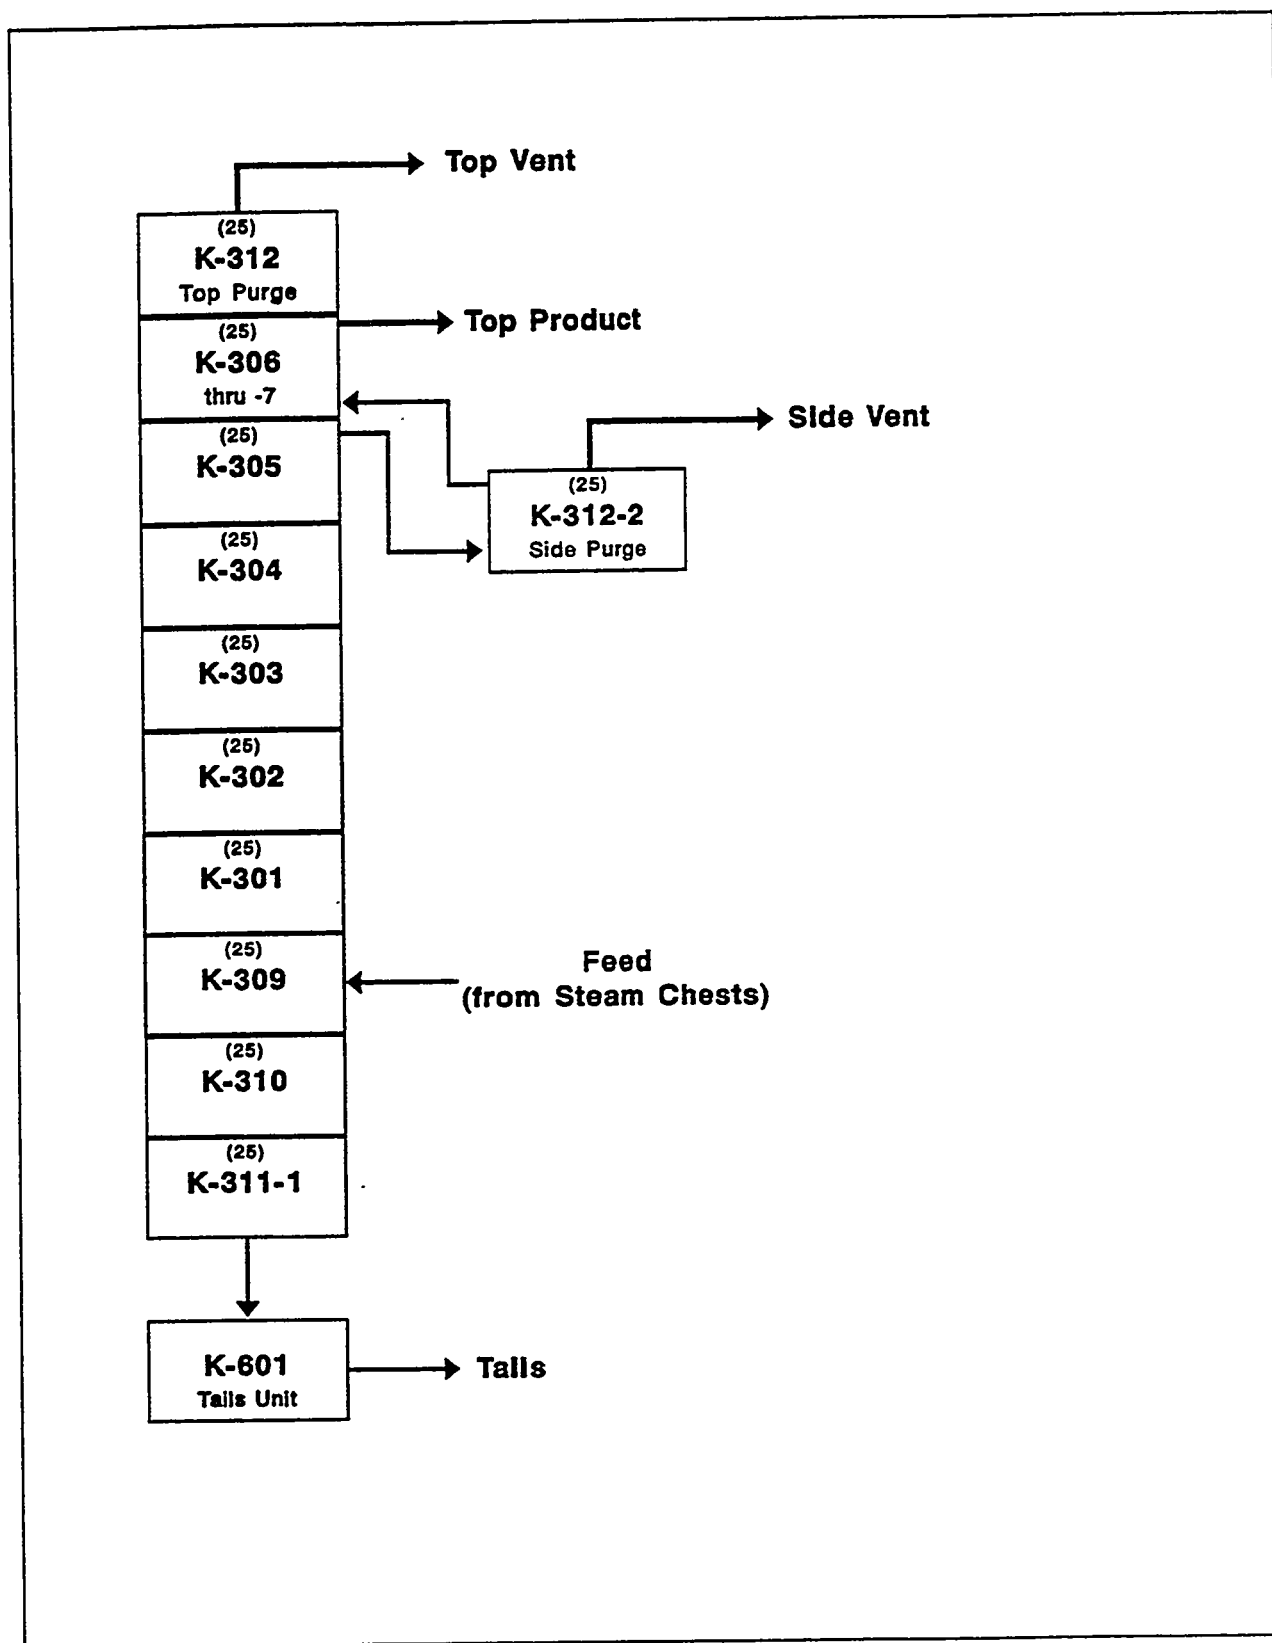 Top Vent
(25)
K-312
Top Purge
Top Product
(25)
K-306
thru -7
Side Vent
(25)
K-305
(25)
K-312-2
Side Purge
(25)
K-304
(25)
K-303
(25)
K-302
(25)
K-301
(25)
K-309
Feed
(from Steam Chests)
(25)
K-310
(25)
K-311-1
K-601
Tails Unit
Tails